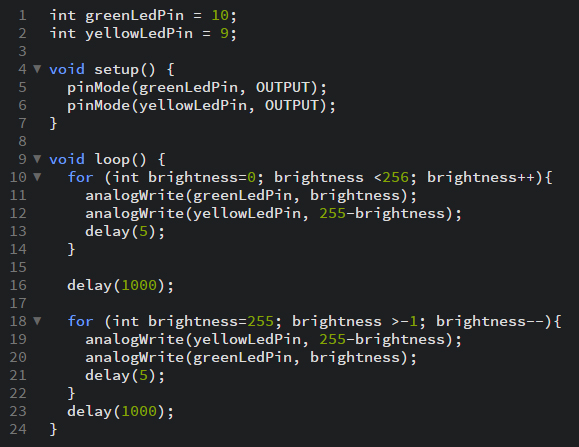 1 int greenLedPin = 10;
2 int yellowLedPin = 9;
3
4 void setup() {
5   pinMode(greenLedPin, OUTPUT);
6   pinMode(yellowLedPin, OUTPUT);
7 }
8
9 void loop() {
10   for (int brightness=0; brightness <256; brightness++){
11     analogWrite(greenLedPin, brightness);
12     analogWrite(yellowLedPin, 255-brightness);
13     delay(5);
14   }
15
16   delay(1000);
17
18   for (int brightness=255; brightness >-1; brightness--){
19     analogWrite(yellowLedPin, 255-brightness);
20     analogWrite(greenLedPin, brightness);
21     delay(5);
22   }
23   delay(1000);
24 }